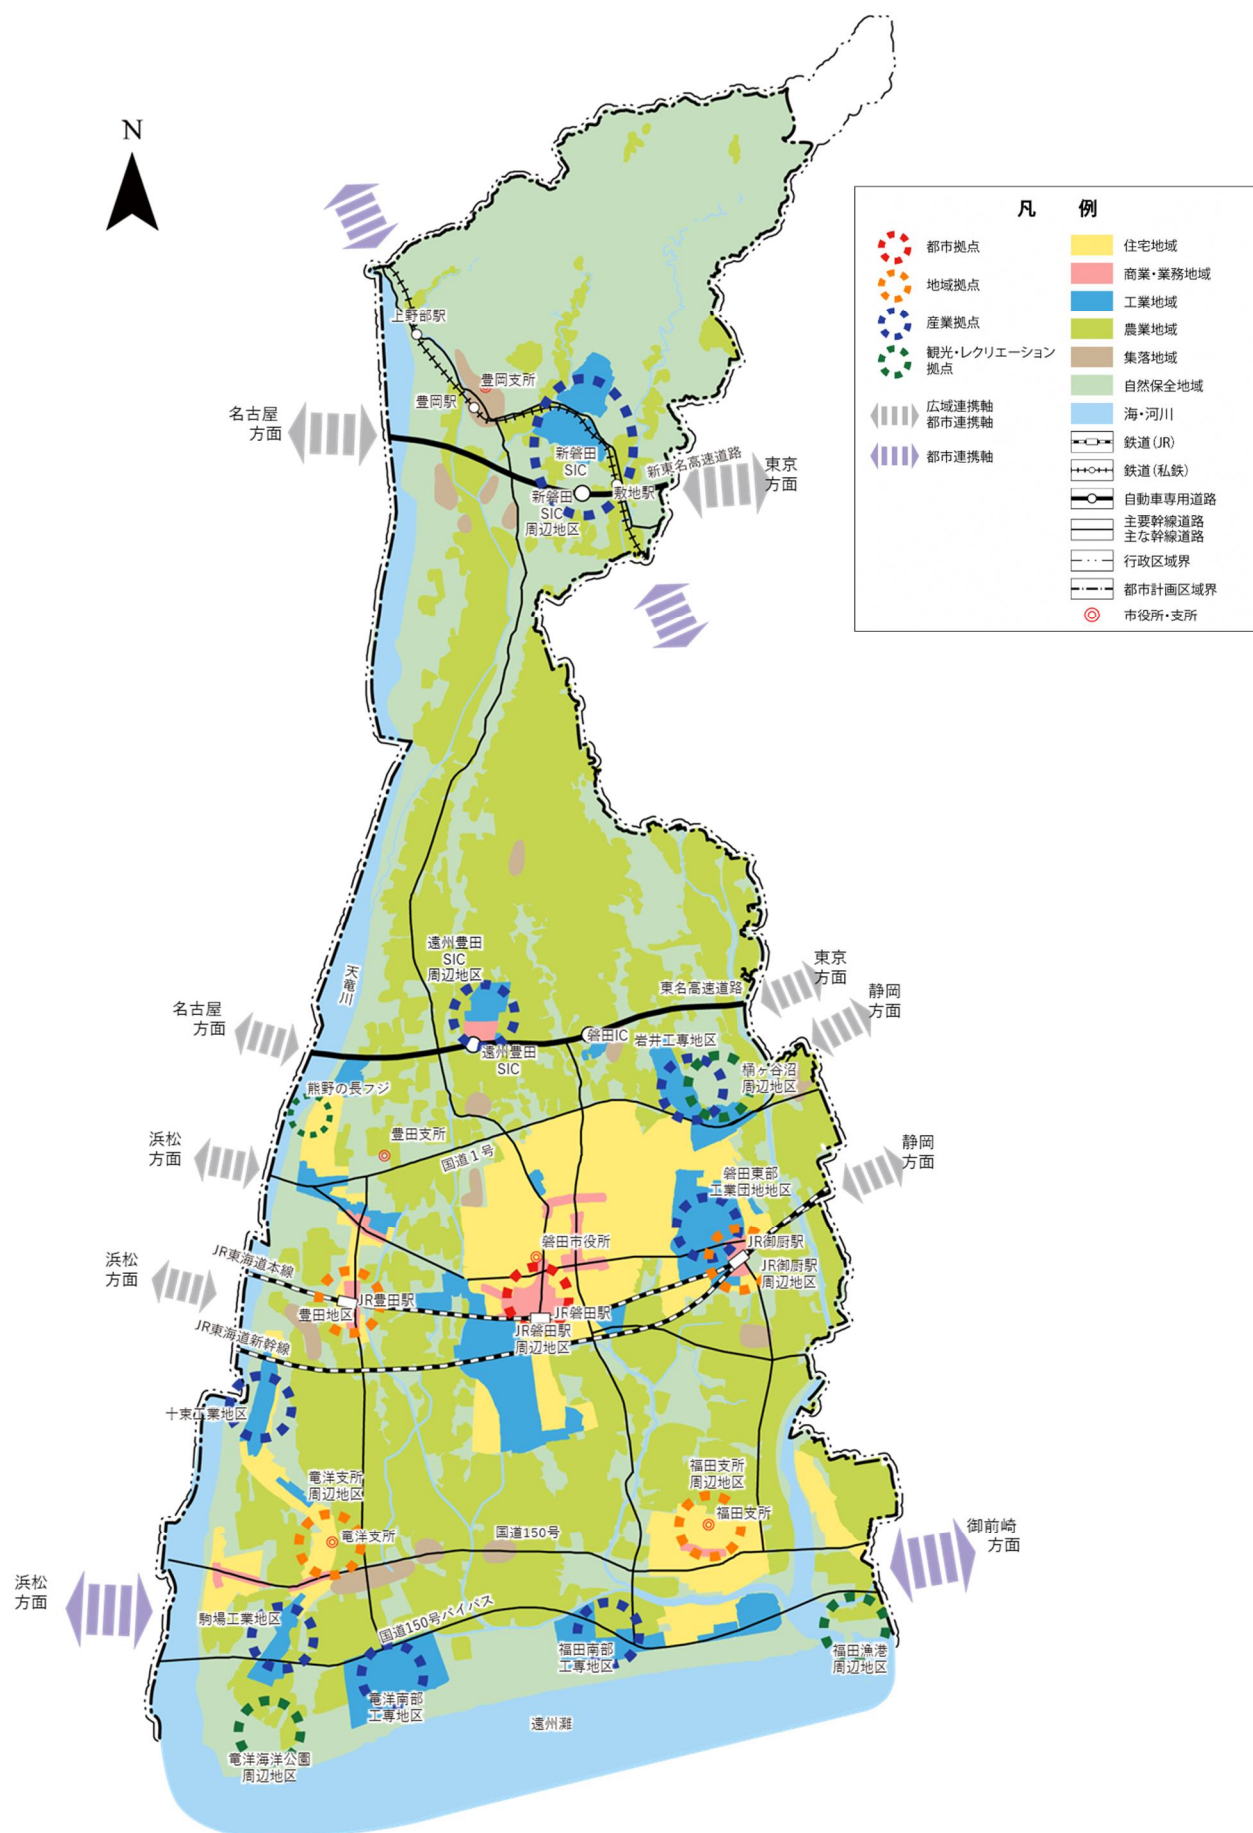 N
凡 例
都市拠点
地域拠点
産業拠点
観光・レクリエーション
拠点
広域連携軸
都市連携軸
都市連携軸
住宅地域
商業・業務地域
工業地域
農業地域
集落地域
自然保全地域
海・河川
鉄道(JR)
鉄道(私鉄)
自動車専用道路
主要幹線道路
主な幹線道路
行政区域界
都市計画区域界
市役所・支所
上野部駅
豊岡支所
豊岡駅
名古屋
方面
新磐田
SIC
新東名高速道路
東京
方面
敷地駅
新磐田
SIC
周辺地区
遠州豊田
SIC
周辺地区
天竜川
東名高速道路
東京
方面
静岡
方面
名古屋
方面
磐田IC
岩井工専地区
遠州豊田
SIC
桶ヶ谷沼
周辺地区
熊野の長フジ
浜松
方面
豊田支所
国道1号
静岡
方面
磐田東部
工業団地地区
磐田市役所
JR御厨駅
JR御厨駅
周辺地区
浜松
方面
JR東海道本線
JR豊田駅
豊田地区
JR磐田駅
JR磐田駅
周辺地区
JR東海道新幹線
十束工業地区
竜洋支所
周辺地区
竜洋支所
福田支所
周辺地区
福田支所
国道150号
御前崎
方面
浜松
方面
駒場工業地区
国道150号バイパス
福田南部
工専地区
福田漁港
周辺地区
竜洋南部
工専地区
遠州灘
竜洋海洋公園
周辺地区